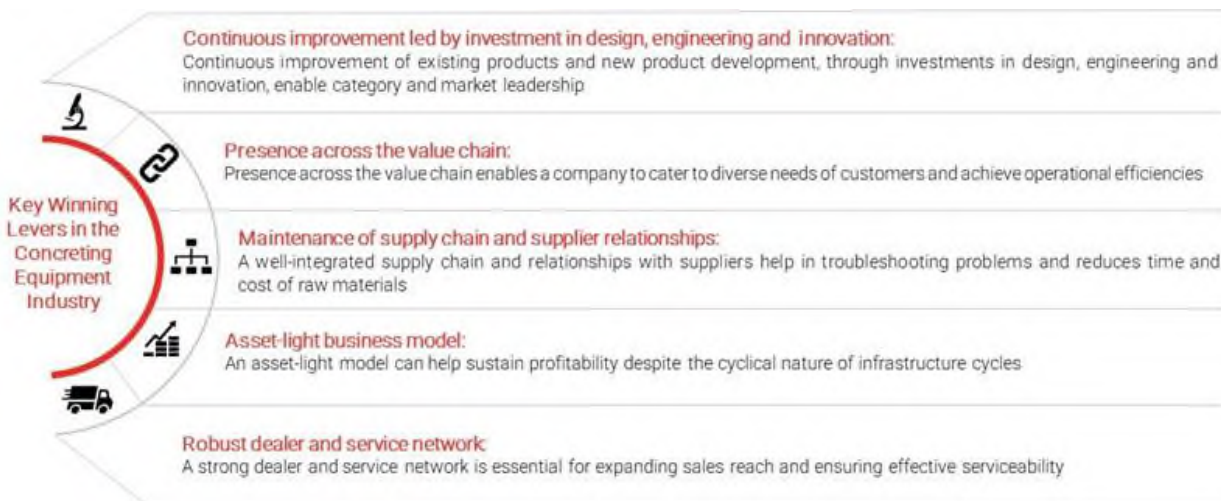 Continuous improvement led by investment in design, engineering and innovation:
Continuous improvement of existing products and new product development, through investments in design, engineering and
innovation, enable category and market leadership
Presence across the value chain:
Presence across the value chain enables a company to cater to diverse needs of customers and achieve operational efficiencies
Key Winning
Levers in the
Concreting
Equipment
Industry
Maintenance of supply chain and supplier relationships:
A well-integrated supply chain and relationships with suppliers help in troubleshooting problems and reduces time and
cost of raw materials
Asset-light business model:
An asset-light model can help sustain profitability despite the cyclical nature of infrastructure cycles
Robust dealer and service network
A strong dealer and service network is essential for expanding sales reach and ensuring effective serviceability